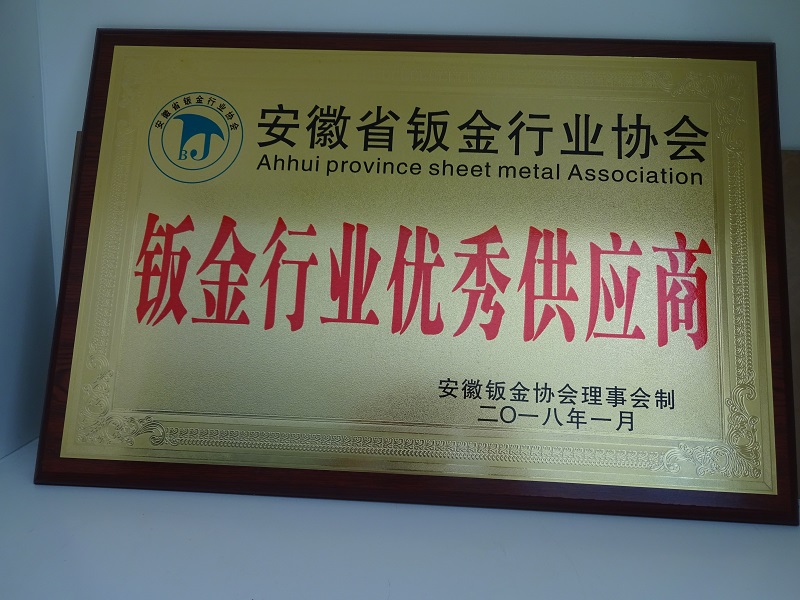 安徽省钣金行业协会
BJ
安徽省钣金行业协会
Ahhui province sheet metal Association
钣金行业优秀供应商
安徽钣金协会理事会制
二〇一八年一月